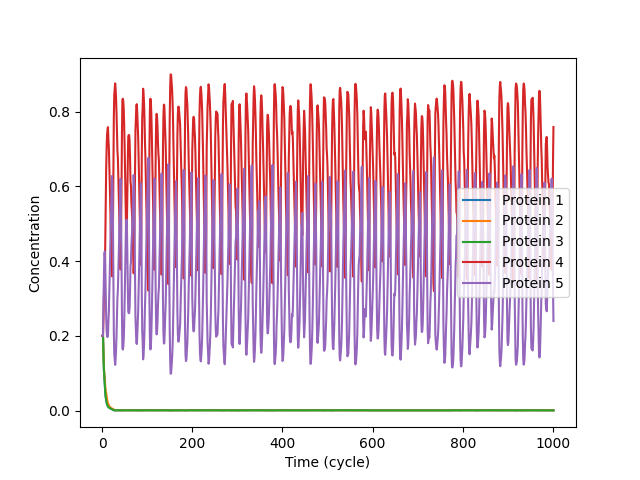 0.8
0.6
0.4
0.2
0.0
Concentration
0
200
400
600
800
1000
Time (cycle)
Protein 1
Protein 2
Protein 3
Protein 4
Protein 5